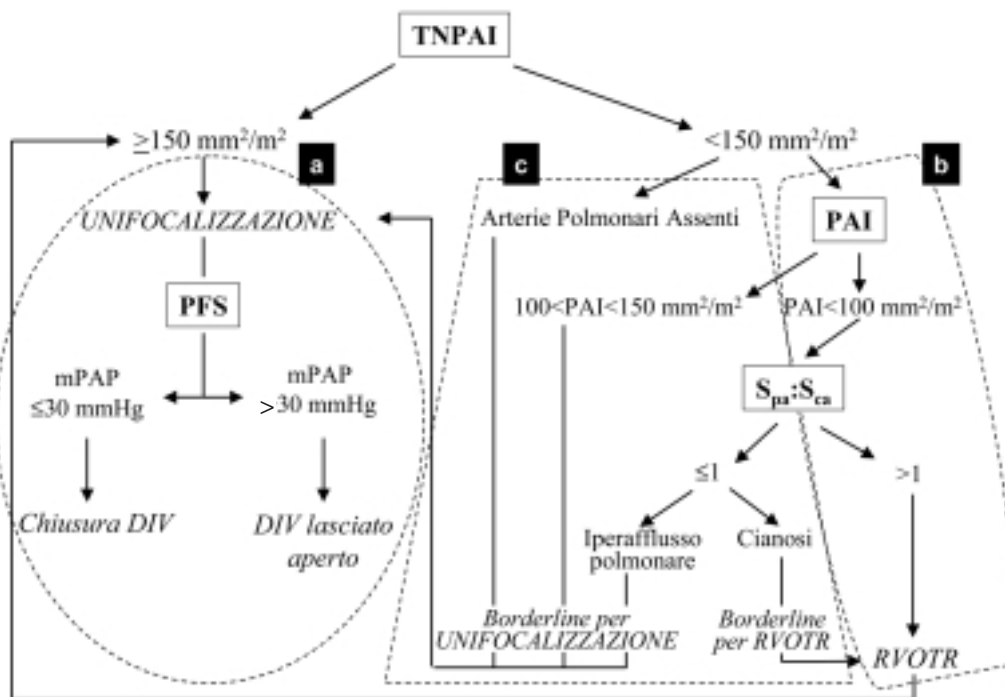 TNPAI
≥150 mm²/m²
<150 mm²/m²
a
c
b
UNIFOCALIZZAZIONE
Arterie Polmonari Assenti
PAI
PFS
100<PAI<150 mm²/m²
PAI<100 mm²/m²
mPAP
≤30 mmHg
mPAP
>30 mmHg
Spa:Sca
≤1
>1
Chiusura DIV
DIV lasciato
aperto
Iperafflusso
polmonare
Cianosi
Borderline per
UNIFOCALIZZAZIONE
Borderline
per RVOTR
RVOTR